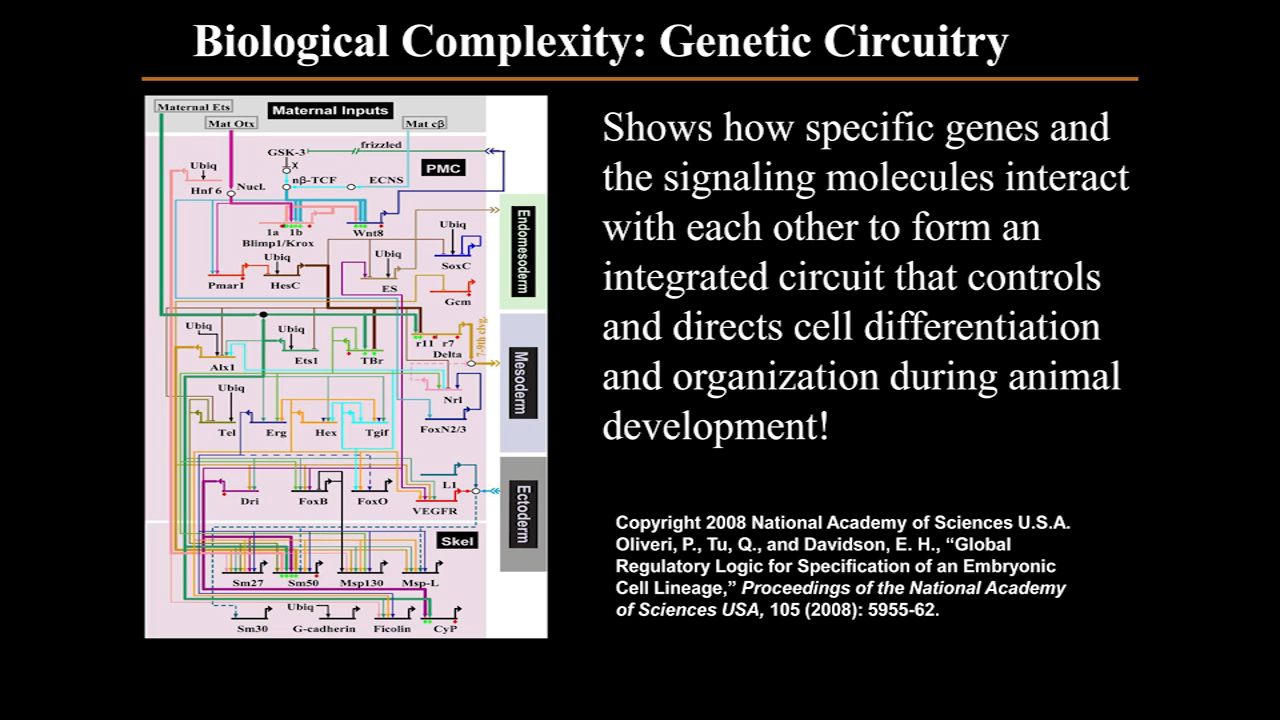 Biological Complexity: Genetic Circuitry
Maternal Ets
Maternal Inputs
Mat Otx
Mat cβ
GSK-3
frizzled
X
PMC
Ubiq
nβ-TCF
ECNS
Hnf 6
Nucl.
1a 1b
Wnt8
Blimp1/Krox
Ubiq
SoxC
Endomesoderm
Ubiq
Ubiq
Pmar1
HesC
ES
Gcm
7-9th clvg.
Ubiq
Ubiq
r11 r7
Alx1
Ets1
TBr
Delta
Mesoderm
Ubiq
Nrl
Tel
Erg
Hex
Tgif
FoxN2/3
L1
Dri
FoxB
FoxO
VEGFR
Ectoderm
Skel
Sm27
Sm50
Msp130
Msp-L
Ubiq
Sm30
G-cadherin
Ficolin
CyP
Shows how specific genes and
the signaling molecules interact
with each other to form an
integrated circuit that controls
and directs cell differentiation
and organization during animal
development!
Copyright 2008 National Academy of Sciences U.S.A.
Oliveri, P., Tu, Q., and Davidson, E. H., “Global
Regulatory Logic for Specification of an Embryonic
Cell Lineage,” Proceedings of the National Academy
of Sciences USA, 105 (2008): 5955-62.